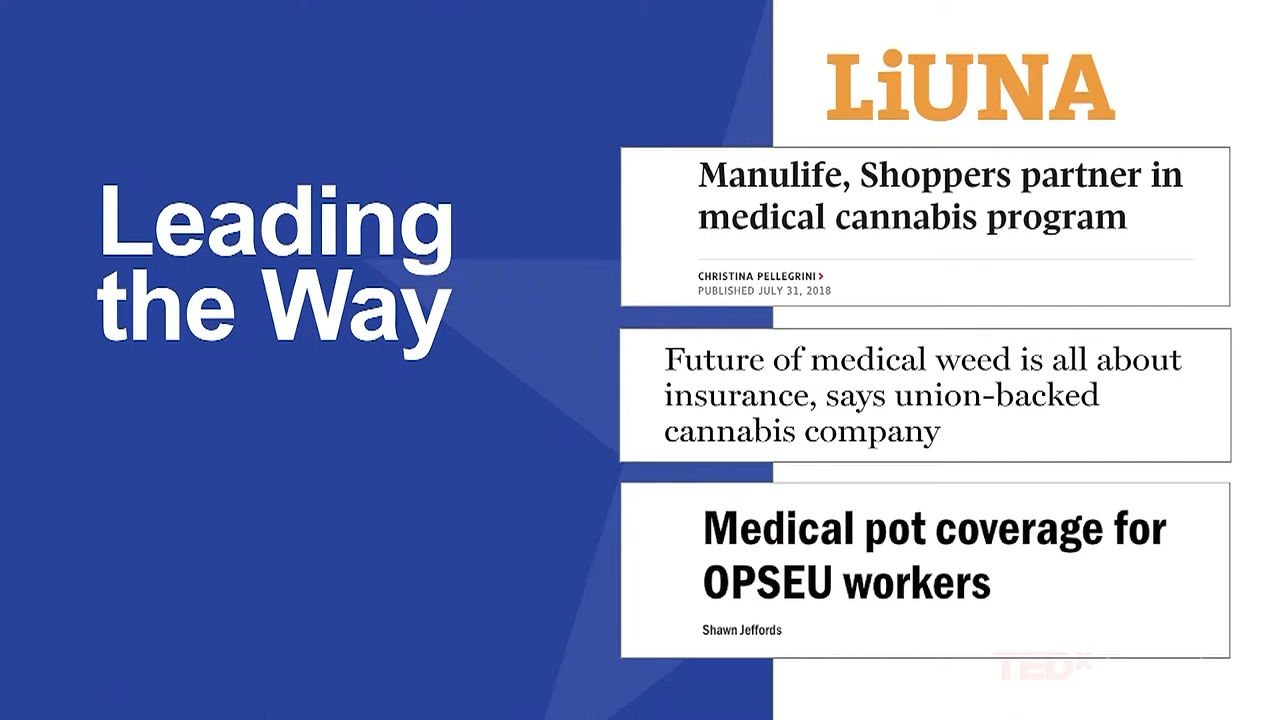 Leading
the Way
LiUNA
Manulife, Shoppers partner in
medical cannabis program
CHRISTINA PELLEGRINI >
PUBLISHED JULY 31, 2018
Future of medical weed is all about
insurance, says union-backed
cannabis company
Medical pot coverage for
OPSEU workers
Shawn Jeffords
TEDx